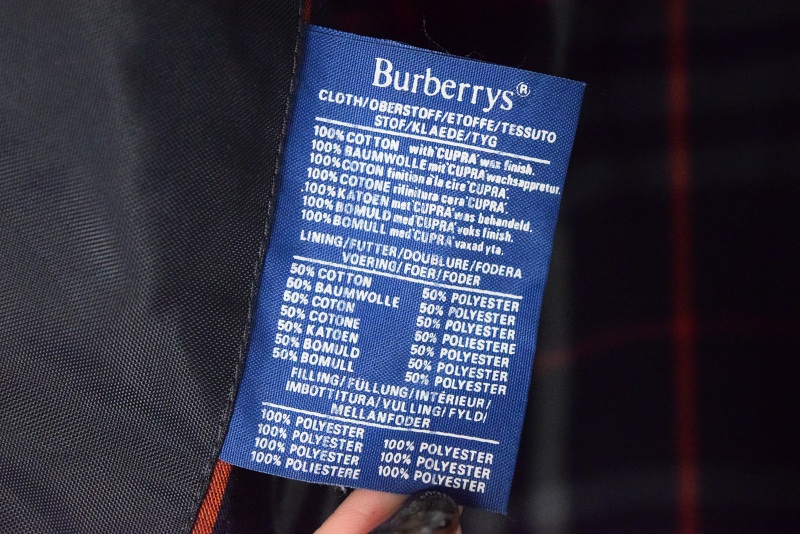 Burberrys®
CLOTH/OBERSTOFF/ETOFFE/TESSUTO
STOF/KLAEDE/TYG
100% COTTON with "CUPRA" wax finish.
100% BAUMWOLLE mit "CUPRA" wachsappretur.
100% COTON finition a la cire "CUPRA".
100% COTONE rifinitura cera "CUPRA".
100% KATOEN met "CUPRA" was behandeld.
100% BOMULD med "CUPRA" voks finish.
100% BOMULL med "CUPRA" vaxad yta.
LINING/FUTTER/DOUBLURE/FODERA
VOERING/FOER/FODER
50% COTTON 50% POLYESTER
50% BAUMWOLLE 50% POLYESTER
50% COTON 50% POLYESTER
50% COTONE 50% POLIESTERE
50% KATOEN 50% POLYESTER
50% BOMULD 50% POLYESTER
50% BOMULL 50% POLYESTER
FILLING/FÜLLUNG/INTÉRIEUR/
IMBOTTITURA/VULLING/FYLD/
MELLANFODER
100% POLYESTER
100% POLYESTER 100% POLYESTER
100% POLYESTER 100% POLYESTER
100% POLIESTERE 100% POLYESTER